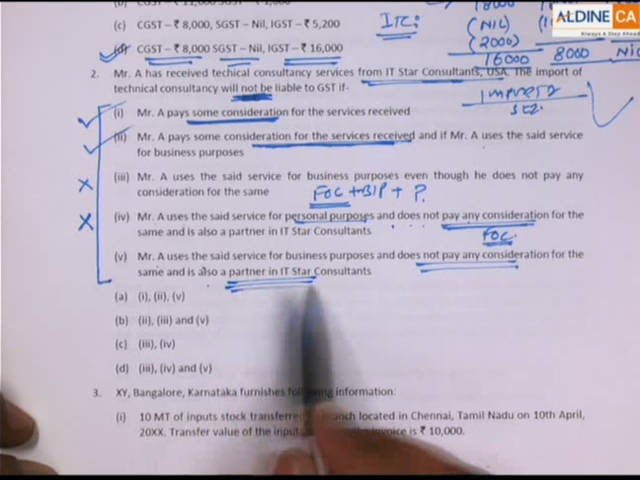 ALDINE CA
Always A Step Ahead
ITC:
(c) CGST – ₹ 8,000, SGST – Nil, IGST – ₹ 5,200
(NIL)
(d) CGST – ₹ 8,000 SGST – Nil, IGST – ₹ 16,000
(2000)
16000 8000 NIC
2. Mr. A has received techical consultancy services from IT Star Consultants, USA. The import of
technical consultancy will not be liable to GST if-
(i) Mr. A pays some consideration for the services received
(ii) Mr. A pays some consideration for the services received and if Mr. A uses the said service
for business purposes
(iii) Mr. A uses the said service for business purposes even though he does not pay any
consideration for the same
FOC + BIP + ?
(iv) Mr. A uses the said service for personal purposes and does not pay any consideration for the
same and is also a partner in IT Star Consultants
FOC.
(v) Mr. A uses the said service for business purposes and does not pay any consideration for the
same and is also a partner in IT Star Consultants
(a) (i), (ii), (v)
(b) (ii), (iii) and (v)
(c) (iii), (iv)
(d) (iii), (iv) and (v)
3. XY, Bangalore, Karnataka furnishes following information:
(i) 10 MT of inputs stock transferre branch located in Chennai, Tamil Nadu on 10th April,
20XX. Transfer value of the input invoice is ₹ 10,000.